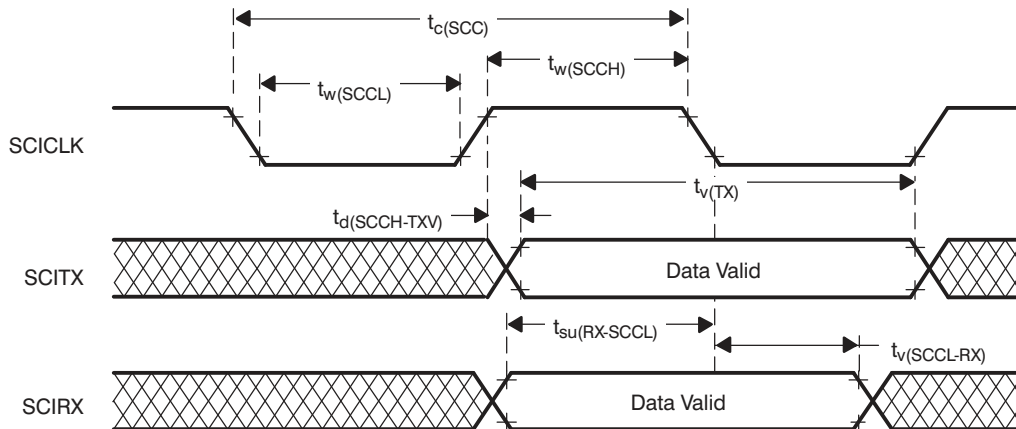 t_c(SCC)
t_w(SCCH)
t_w(SCCL)
SCICLK
t_v(TX)
t_d(SCCH-TXV)
SCITX
Data Valid
t_su(RX-SCCL)
t_v(SCCL-RX)
SCIRX
Data Valid